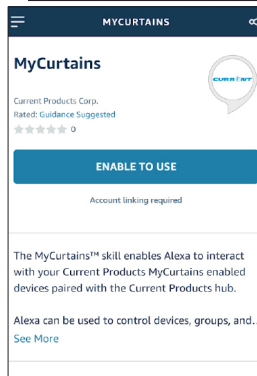 MYCURTAINS
MyCurtains
CURRENT
Current Products Corp.
Rated: Guidance Suggested
0
ENABLE TO USE
Account linking required
The MyCurtains™ skill enables Alexa to interact
with your Current Products MyCurtains enabled
devices paired with the Current Products hub.
Alexa can be used to control devices, groups, and..
See More